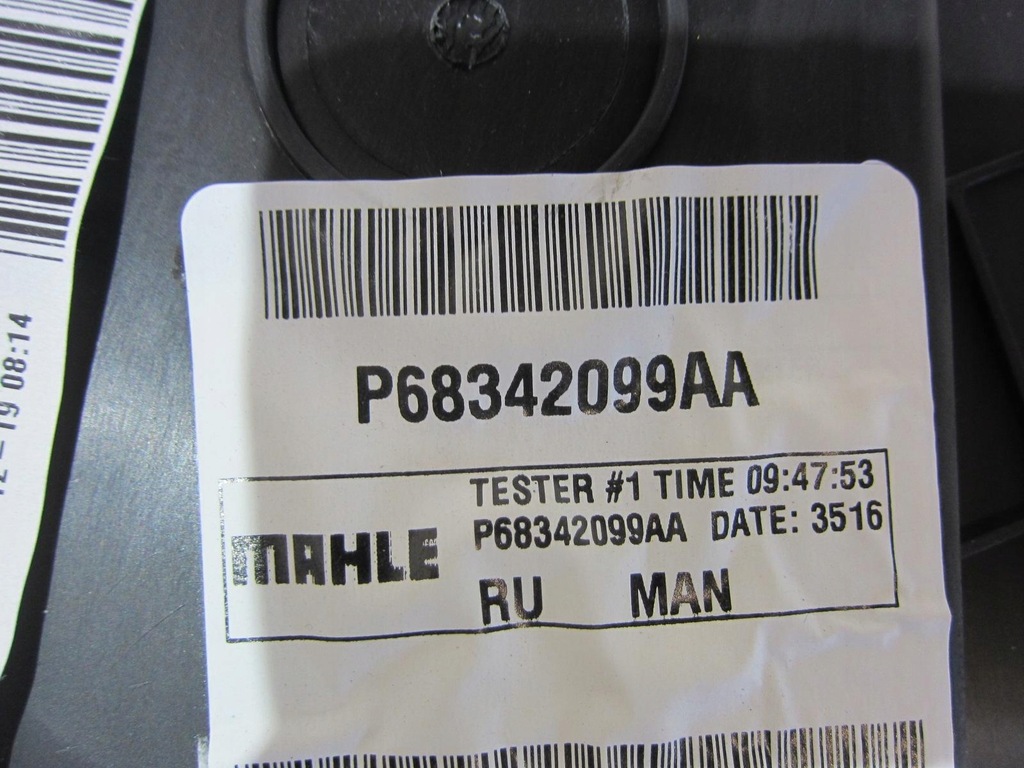 P68342099AA
TESTER #1 TIME 09:47:53
P68342099AA DATE: 3516
MAHLE
RU MAN
12-19 08:14